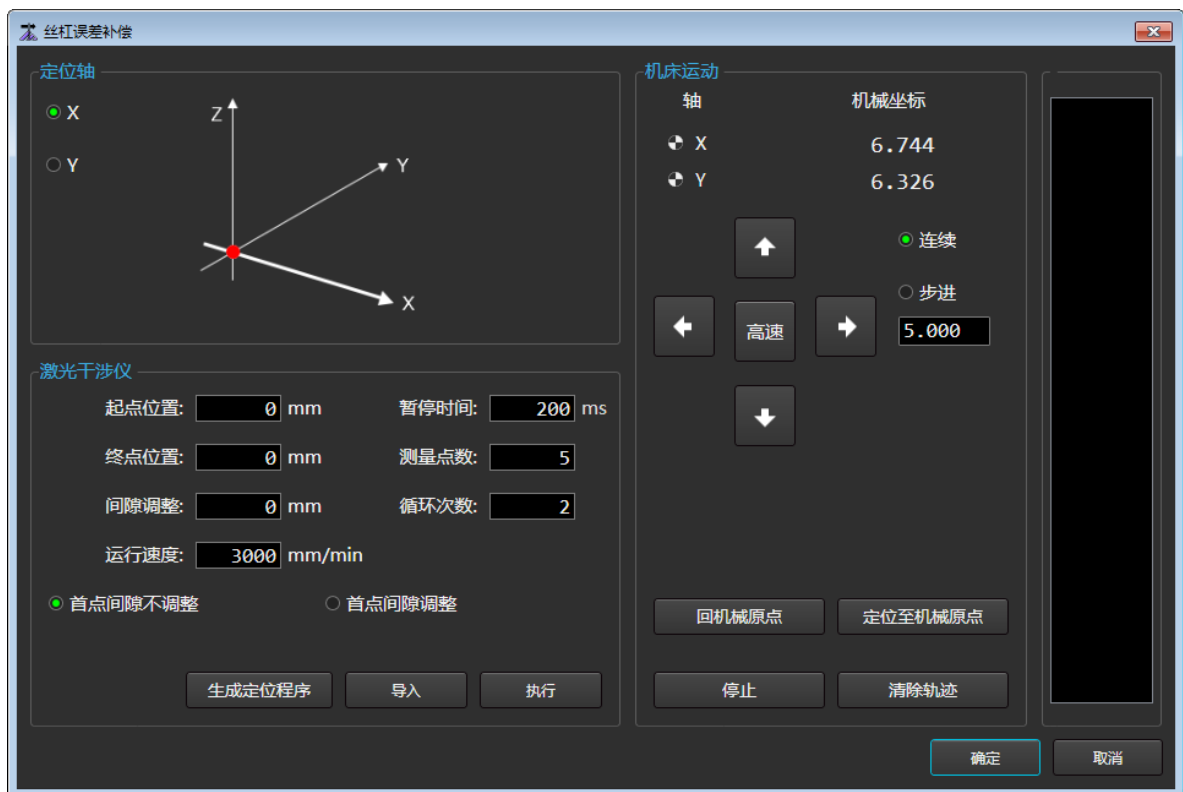 丝杠误差补偿
定位轴
X
Y
Z
Y
X
激光干涉仪
起点位置: 0 mm 暂停时间: 200 ms
终点位置: 0 mm 测量点数: 5
间隙调整: 0 mm 循环次数: 2
运行速度: 3000 mm/min
首点间隙不调整 首点间隙调整
生成定位程序 导入 执行
机床运动
轴 机械坐标
X 6.744
Y 6.326
连续
步进
高速 5.000
回机械原点 定位至机械原点
停止 清除轨迹
确定 取消